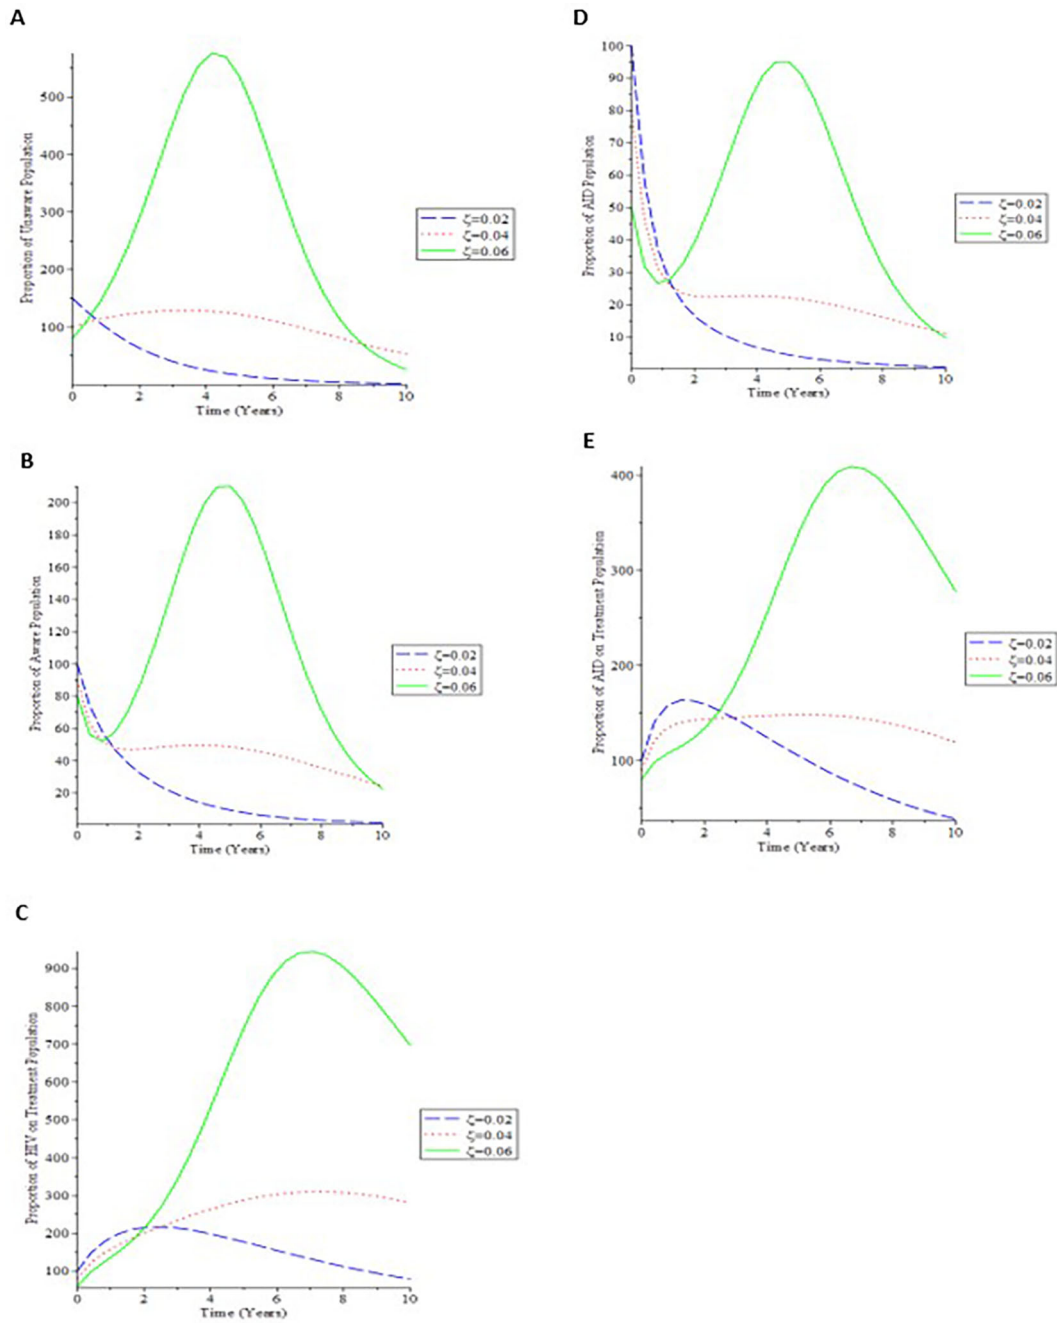 A
Proportion of Unaware Population
500
400
300
200
100
0 2 4 6 8 10
Time (Years)
ζ=0.02
ζ=0.04
ζ=0.06
B
Proportion of Aware Population
200
180
160
140
120
100
80
60
40
20
0 2 4 6 8 10
Time (Years)
ζ=0.02
ζ=0.04
ζ=0.06
C
Proportion of HIV on Treatment Population
900
800
700
600
500
400
300
200
100
0 2 4 6 8 10
Time (Years)
ζ=0.02
ζ=0.04
ζ=0.06
D
Proportion of AID Population
100
90
80
70
60
50
40
30
20
10
0 2 4 6 8 10
Time (Years)
ζ=0.02
ζ=0.04
ζ=0.06
E
Proportion of AID on Treatment Population
400
300
200
100
0 2 4 6 8 10
Time (Years)
ζ=0.02
ζ=0.04
ζ=0.06